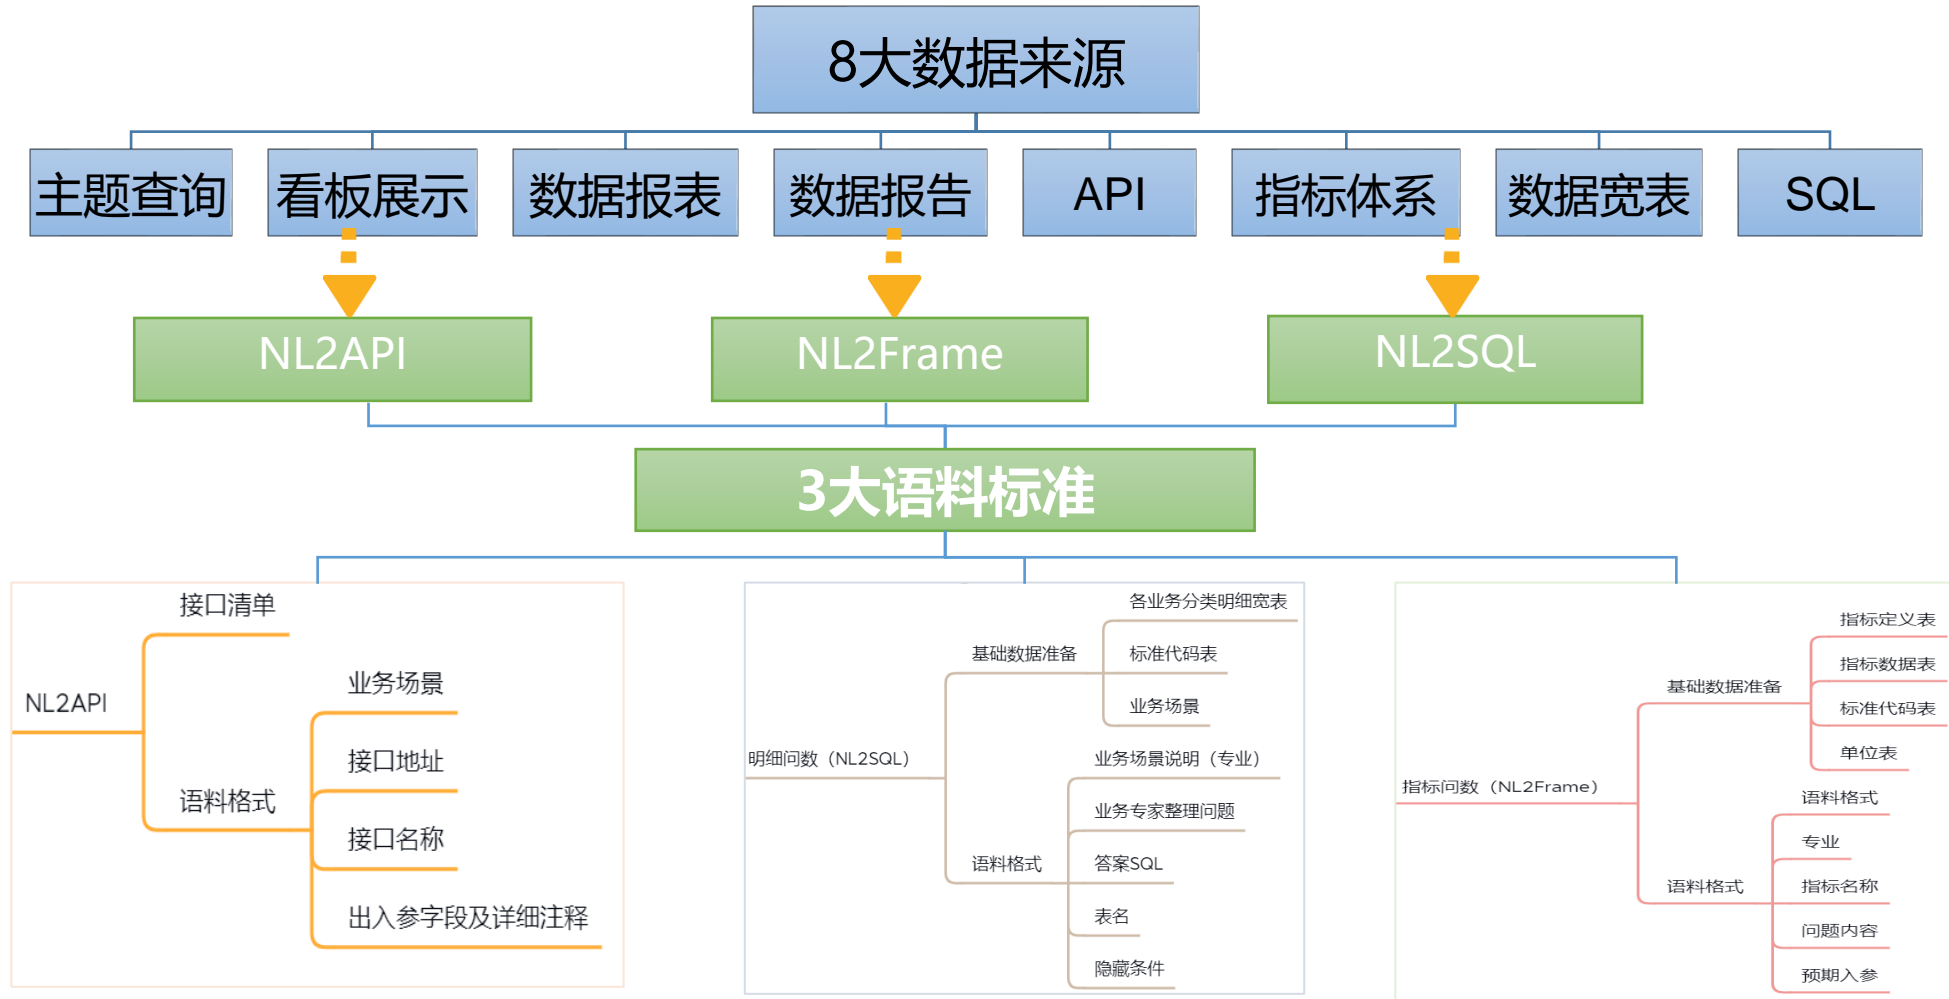 8大数据来源
主题查询
看板展示
数据报表
数据报告
API
指标体系
数据宽表
SQL
NL2API
NL2Frame
NL2SQL
3大语料标准
NL2API
接口清单
语料格式
业务场景
接口地址
接口名称
出入参字段及详细注释
明细问数（NL2SQL）
基础数据准备
各业务分类明细宽表
标准代码表
业务场景
语料格式
业务场景说明（专业）
业务专家整理问题
答案SQL
表名
隐藏条件
指标问数（NL2Frame）
基础数据准备
指标定义表
指标数据表
标准代码表
单位表
语料格式
语料格式
专业
指标名称
问题内容
预期入参